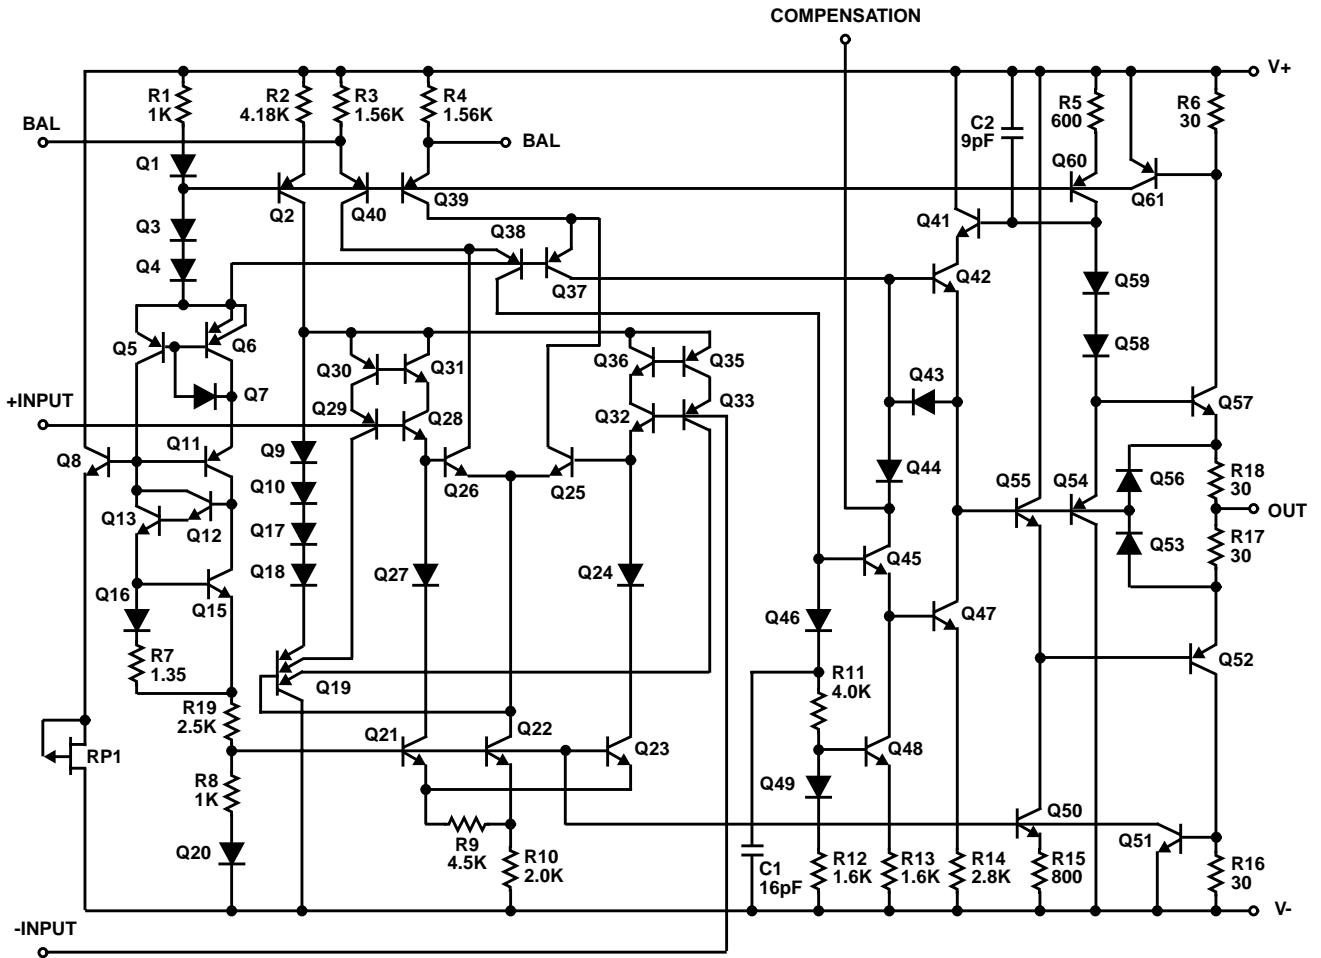 COMPENSATION
V+
R1
1K
R2
4.18K
R3
1.56K
R4
1.56K
C2
9pF
R5
600
R6
30
BAL
BAL
Q1
Q2
Q40
Q39
Q60
Q61
Q3
Q4
Q38
Q37
Q41
Q42
Q59
Q58
Q5
Q6
Q7
Q30
Q31
Q36
Q35
Q43
Q57
+INPUT
Q29
Q28
Q32
Q33
Q8
Q11
Q9
Q10
Q26
Q25
Q44
Q55
Q54
Q56
R18
30
OUT
Q13
Q12
Q17
Q18
Q27
Q24
Q45
Q53
R17
30
Q16
Q15
Q46
Q47
R7
1.35
Q19
R11
4.0K
Q52
R19
2.5K
Q21
Q22
Q23
Q48
RP1
R8
1K
Q49
Q50
Q51
Q20
R9
4.5K
R10
2.0K
C1
16pF
R12
1.6K
R13
1.6K
R14
2.8K
R15
800
R16
30
V-
-INPUT